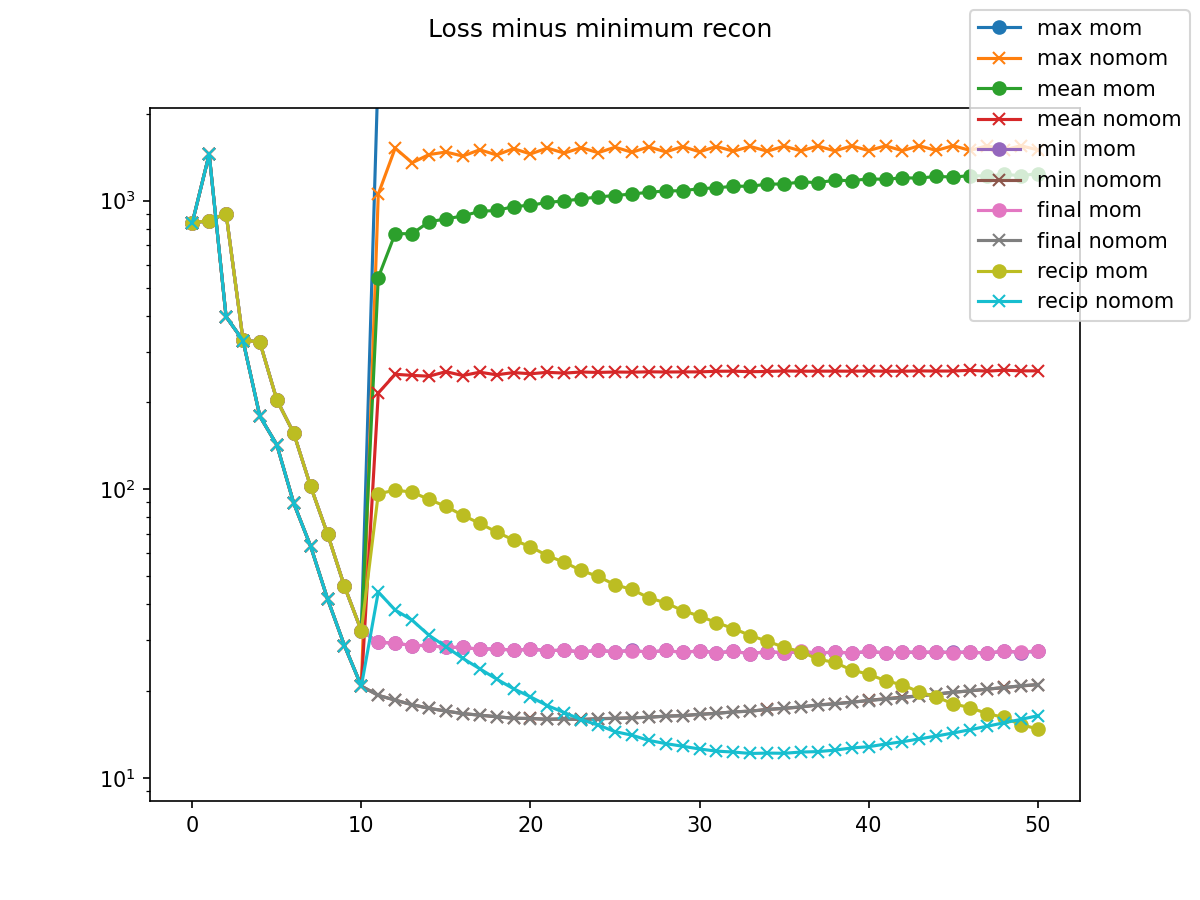 Loss minus minimum recon
max mom
max nomom
mean mom
mean nomom
min mom
min nomom
final mom
final nomom
recip mom
recip nomom
10³
10²
10¹
0 10 20 30 40 50